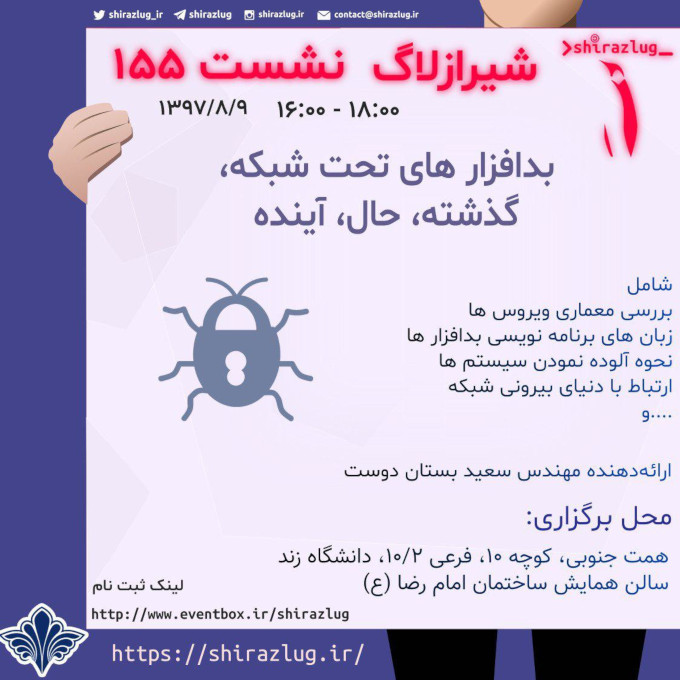 shirazlug_ir shirazlug shirazlug.ir contact@shirazlug.ir
>shirazlug_
شیرازلاگ نشست ۱۵۵
۱۳۹۷/۸/۹ ۱۶:۰۰ - ۱۸:۰۰
بدافزار های تحت شبکه،
گذشته، حال، آینده
شامل
بررسی معماری ویروس ها
زبان های برنامه نویسی بدافزار ها
نحوه آلوده نمودن سیستم ها
ارتباط با دنیای بیرونی شبکه
و....
ارائه‌دهنده مهندس سعید بستان دوست
محل برگزاری:
همت جنوبی، کوچه ۱۰، فرعی ۱۰/۲، دانشگاه زند
سالن همایش ساختمان امام رضا (ع)
لینک ثبت نام
http://www.eventbox.ir/shirazlug
https://shirazlug.ir/